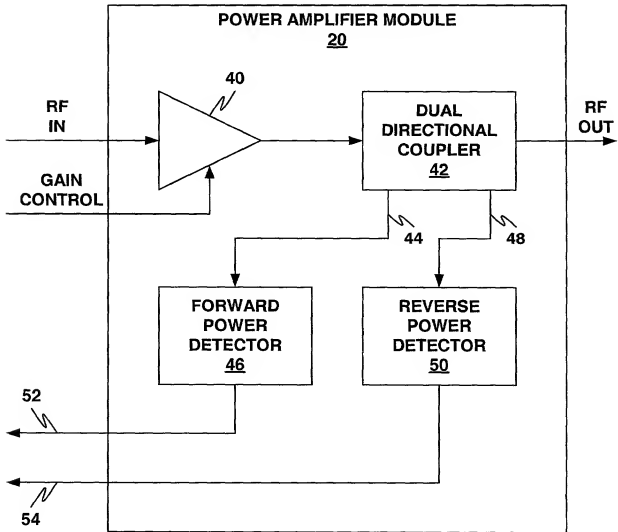 POWER AMPLIFIER MODULE
20
40
RF
IN
GAIN
CONTROL
DUAL
DIRECTIONAL
COUPLER
42
RF
OUT
44
48
FORWARD
POWER
DETECTOR
46
REVERSE
POWER
DETECTOR
50
52
54